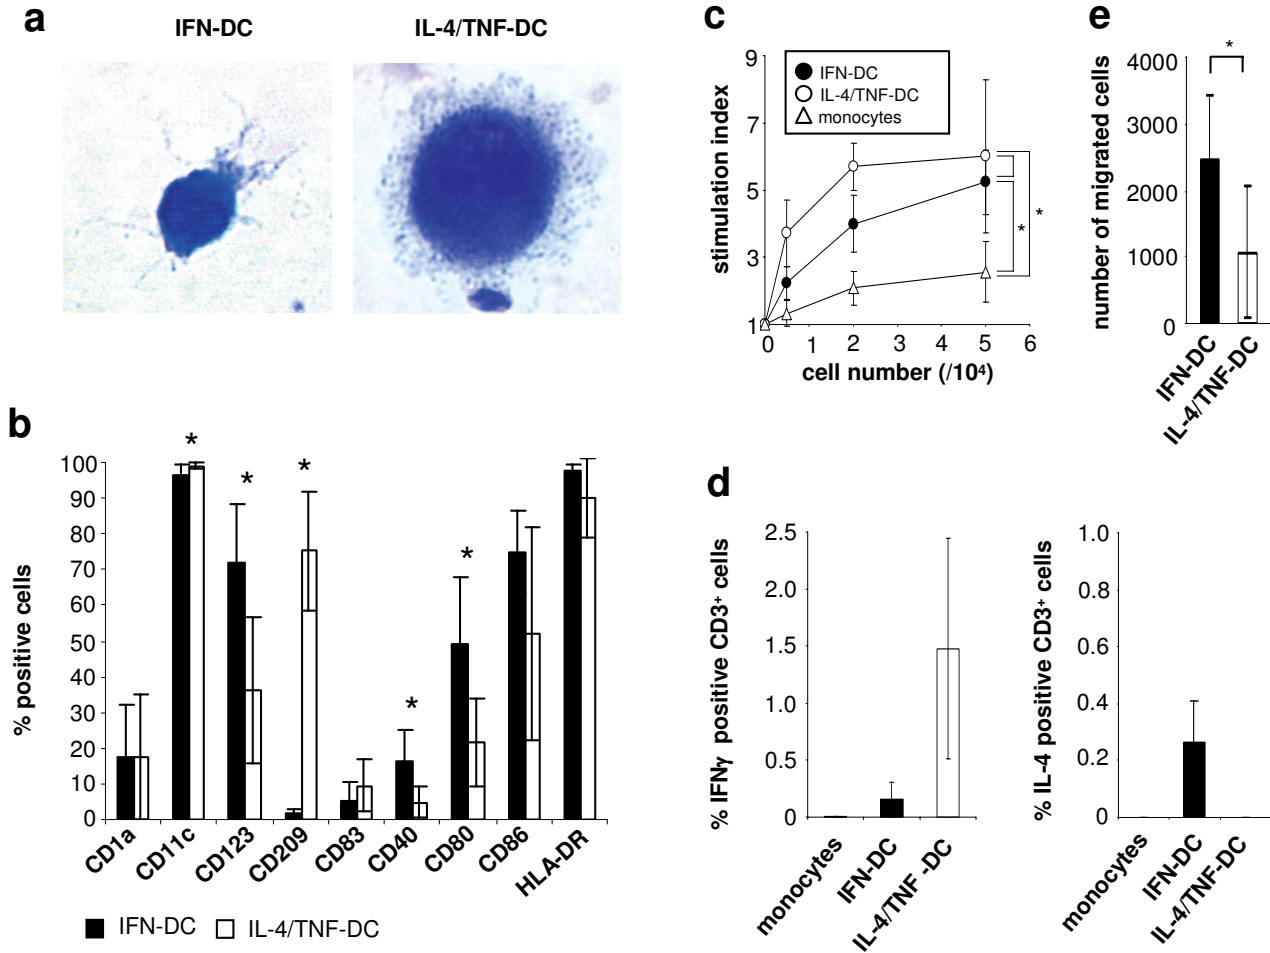 a
IFN-DC
IL-4/TNF-DC
b
% positive cells
100
90
80
70
60
50
40
30
20
10
0
*
*
*
*
*
CD1a
CD11c
CD123
CD209
CD83
CD40
CD80
CD86
HLA-DR
IFN-DC
IL-4/TNF-DC
c
stimulation index
9
7
5
3
1
IFN-DC
IL-4/TNF-DC
monocytes
*
*
0 1 2 3 4 5 6
cell number (/10⁴)
e
number of migrated cells
4000
3000
2000
1000
0
*
IFN-DC
IL-4/TNF-DC
d
% IFNγ positive CD3⁺ cells
2.5
2.0
1.5
1.0
0.5
0
monocytes
IFN-DC
IL-4/TNF -DC
% IL-4 positive CD3⁺ cells
1.0
0.8
0.6
0.4
0.2
0
monocytes
IFN-DC
IL-4/TNF-DC